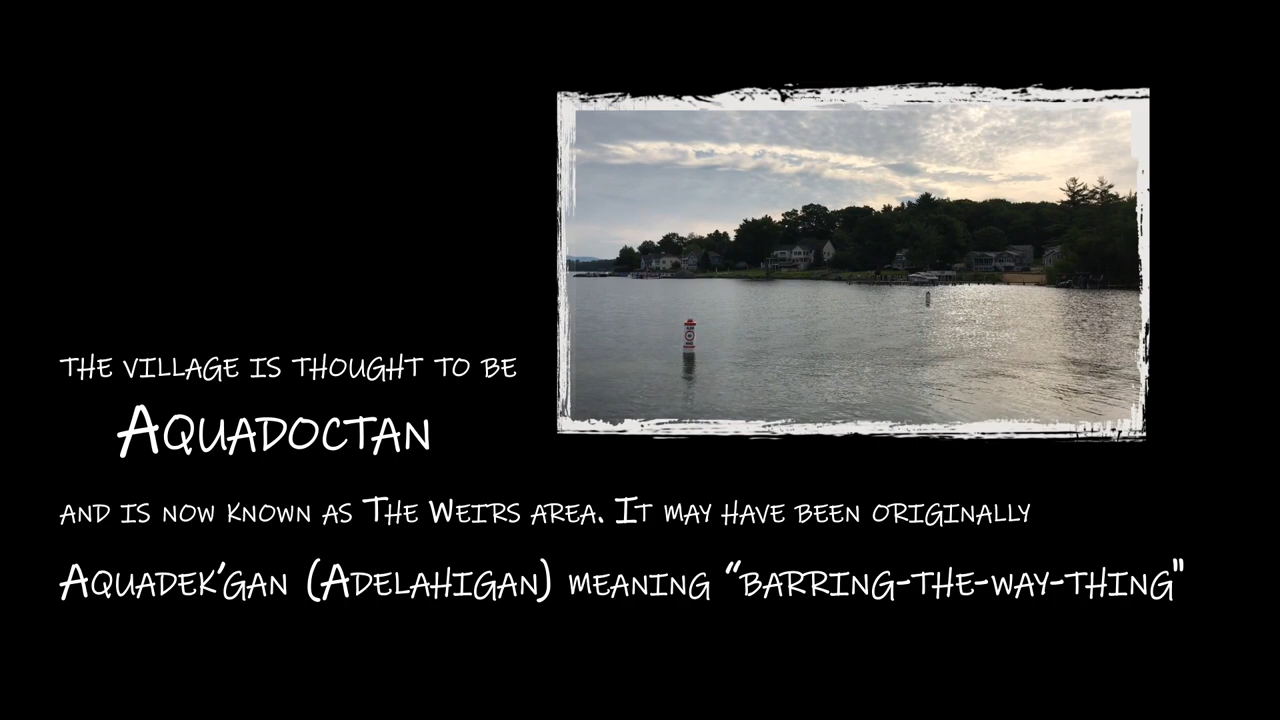 THE VILLAGE IS THOUGHT TO BE
AQUADOCTAN
AND IS NOW KNOWN AS THE WEIRS AREA. IT MAY HAVE BEEN ORIGINALLY
AQUADEK'GAN (ADELAHIGAN) MEANING “BARRING-THE-WAY-THING"